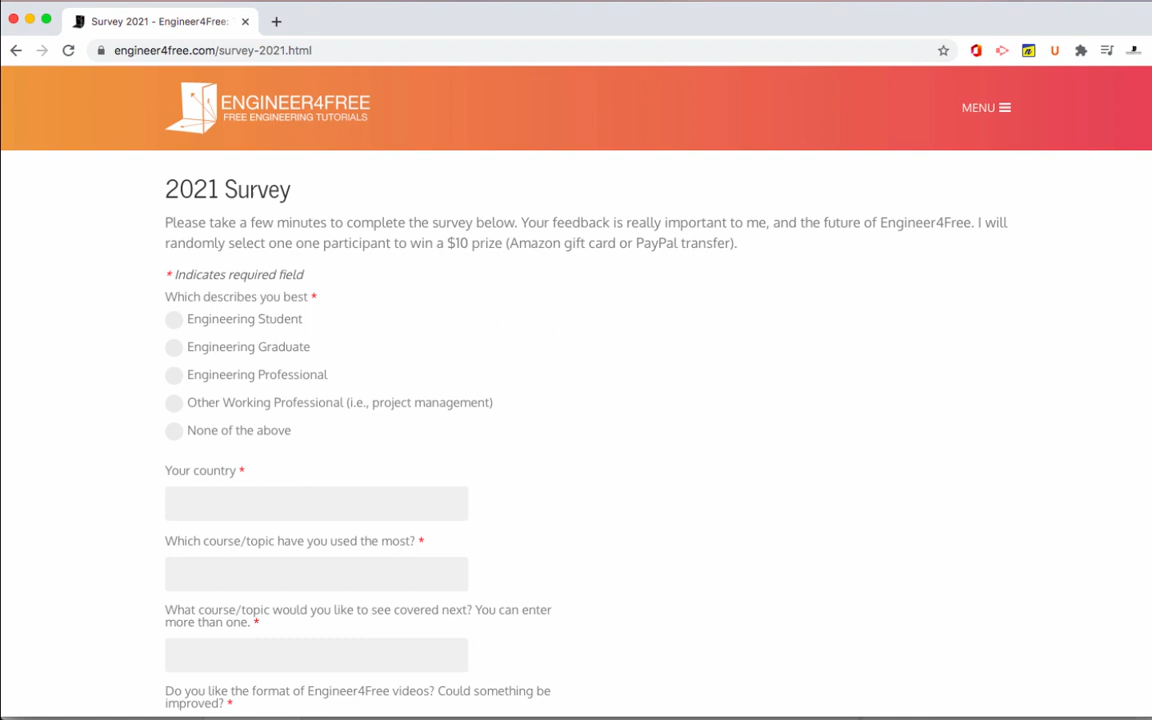 Survey 2021 - Engineer4Free:
engineer4free.com/survey-2021.html
ENGINEER4FREE
FREE ENGINEERING TUTORIALS
MENU
2021 Survey
Please take a few minutes to complete the survey below. Your feedback is really important to me, and the future of Engineer4Free. I will
randomly select one one participant to win a $10 prize (Amazon gift card or PayPal transfer).
* Indicates required field
Which describes you best *
Engineering Student
Engineering Graduate
Engineering Professional
Other Working Professional (i.e., project management)
None of the above
Your country *
Which course/topic have you used the most? *
What course/topic would you like to see covered next? You can enter
more than one. *
Do you like the format of Engineer4Free videos? Could something be
improved? *